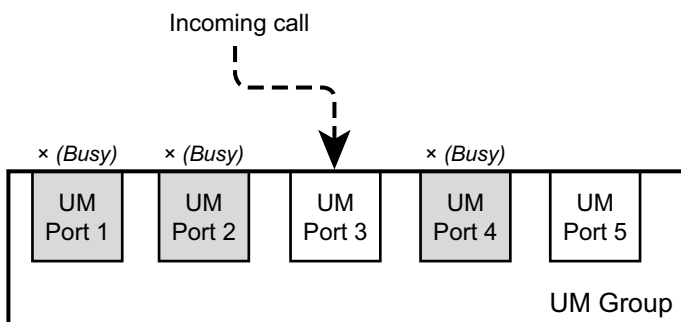 Incoming call
× (Busy) × (Busy) × (Busy)
UM UM UM UM UM
Port 1 Port 2 Port 3 Port 4 Port 5
UM Group